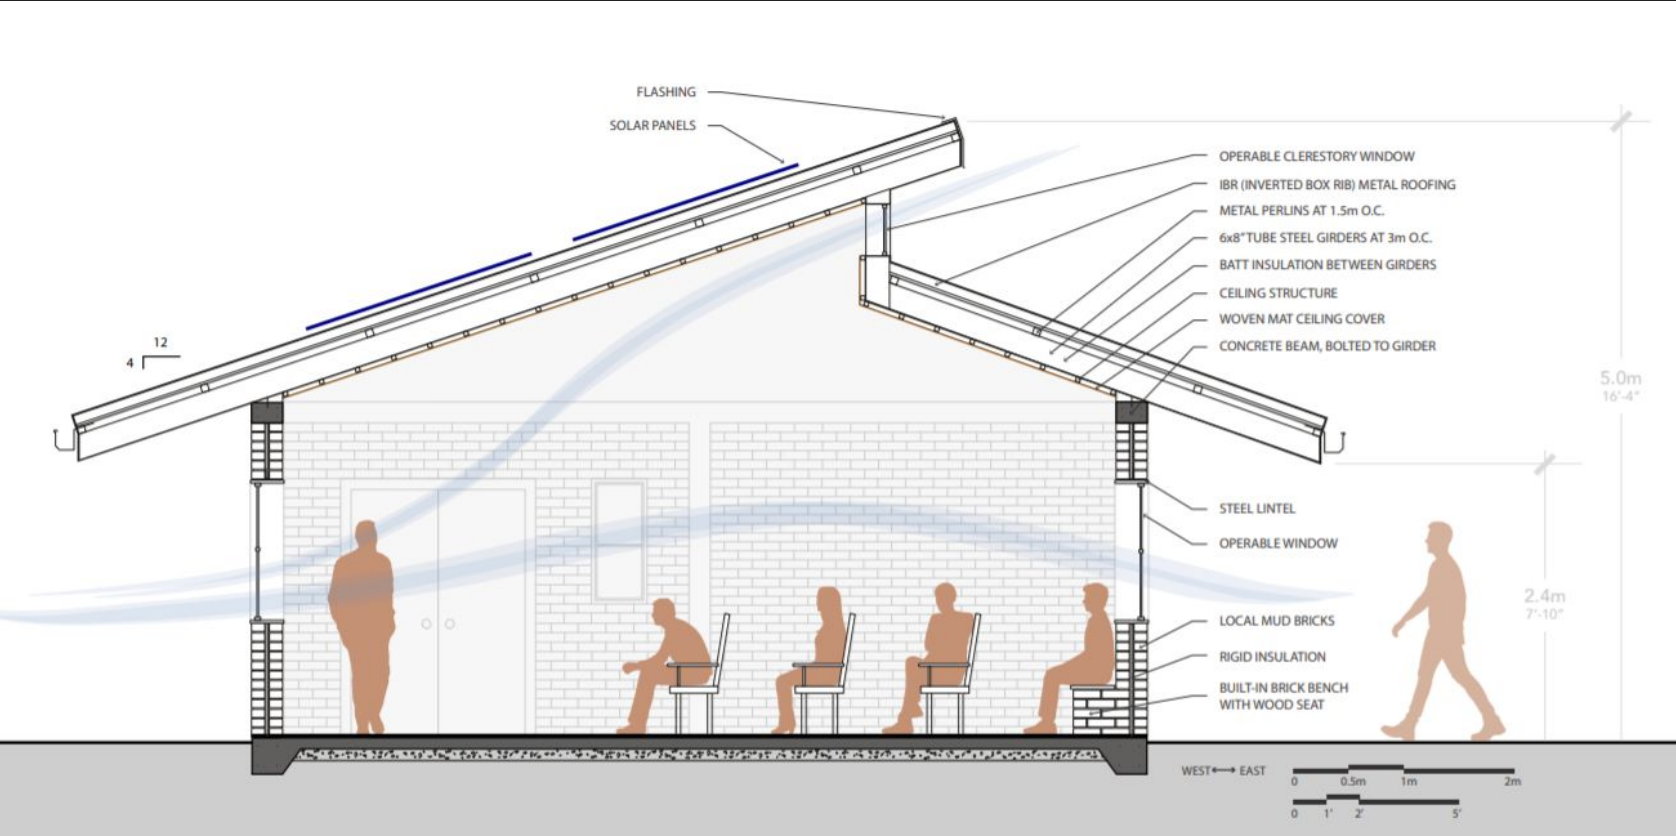 FLASHING
SOLAR PANELS
OPERABLE CLERESTORY WINDOW
IBR (INVERTED BOX RIB) METAL ROOFING
METAL PERLINS AT 1.5m O.C.
6x8" TUBE STEEL GIRDERS AT 3m O.C.
BATT INSULATION BETWEEN GIRDERS
CEILING STRUCTURE
WOVEN MAT CEILING COVER
CONCRETE BEAM, BOLTED TO GIRDER
12
4
5.0m
16'-4"
STEEL LINTEL
OPERABLE WINDOW
2.4m
7'-10"
LOCAL MUD BRICKS
RIGID INSULATION
BUILT-IN BRICK BENCH
WITH WOOD SEAT
WEST EAST
0 0.5m 1m 2m
0 1' 2' 5'